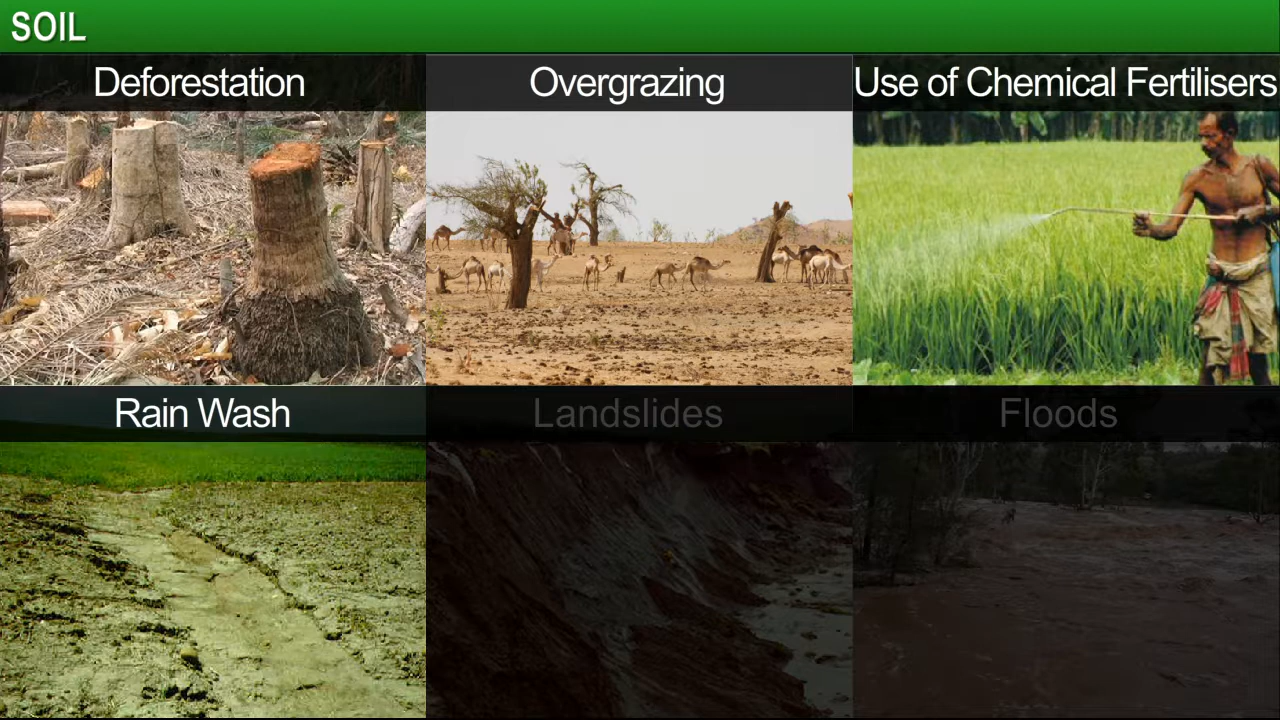 SOIL
Deforestation
Overgrazing
Use of Chemical Fertilisers
Rain Wash
Landslides
Floods